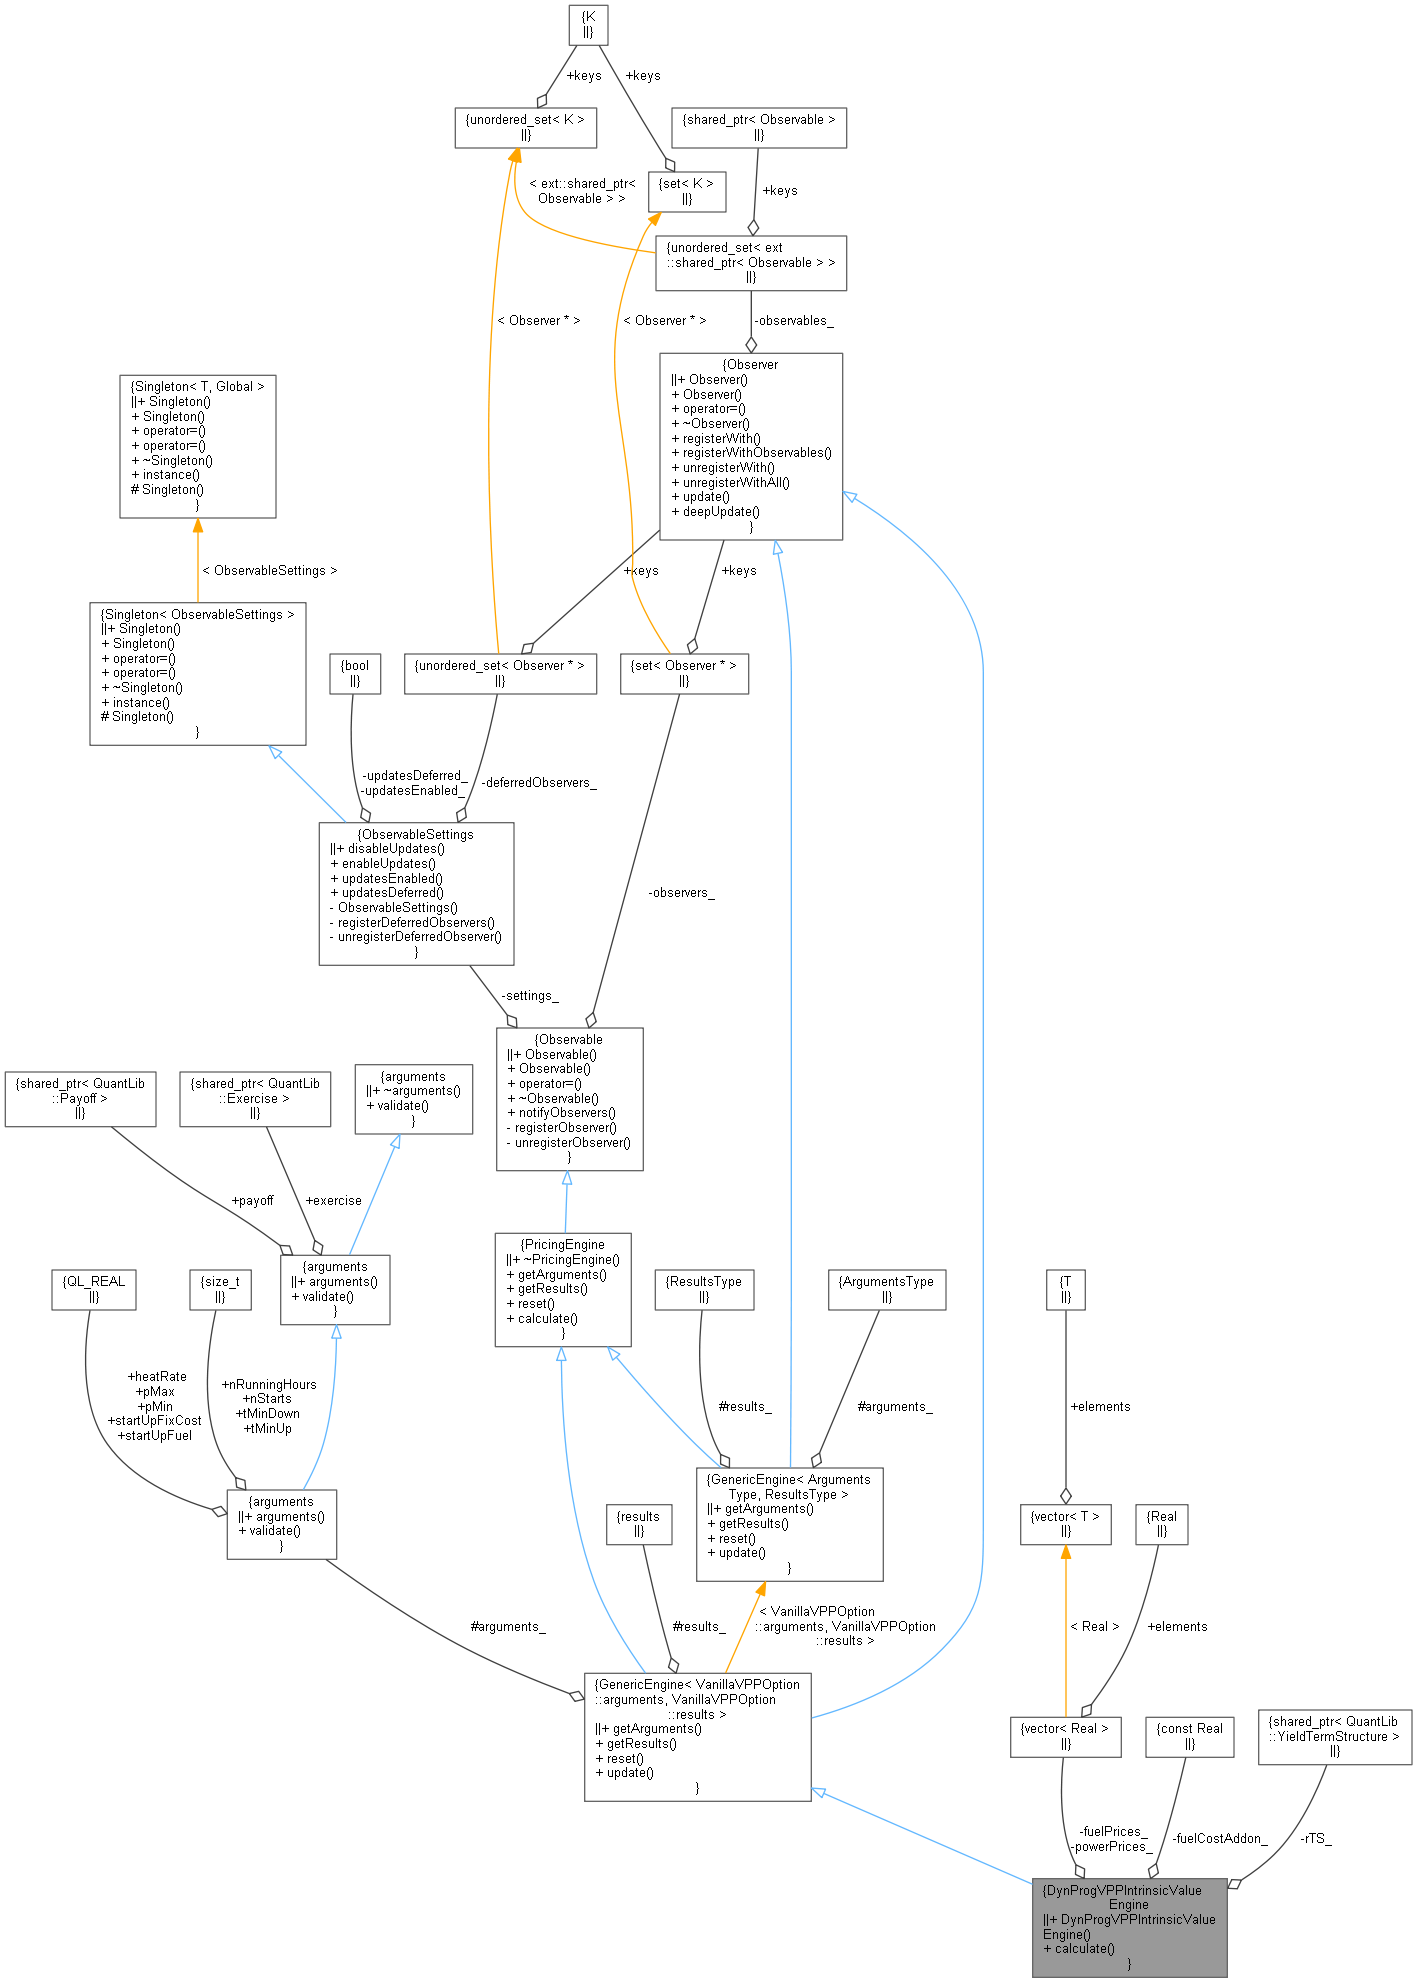 {K
||}
+keys
+keys
{unordered_set< K >
||}
{shared_ptr< Observable >
||}
< ext::shared_ptr<
Observable > >
{set< K >
||}
+keys
{unordered_set< ext
::shared_ptr< Observable > >
||}
< Observer * >
< Observer * >
-observables_
{Observer
||+ Observer()
+ Observer()
+ operator=()
+ ~Observer()
+ registerWith()
+ registerWithObservables()
+ unregisterWith()
+ unregisterWithAll()
+ update()
+ deepUpdate()
}
{Singleton< T, Global >
||+ Singleton()
+ Singleton()
+ operator=()
+ operator=()
+ ~Singleton()
+ instance()
# Singleton()
}
< ObservableSettings >
+keys
+keys
{Singleton< ObservableSettings >
||+ Singleton()
+ Singleton()
+ operator=()
+ operator=()
+ ~Singleton()
+ instance()
# Singleton()
}
{bool
||}
{unordered_set< Observer * >
||}
{set< Observer * >
||}
-updatesDeferred_
-updatesEnabled_
-deferredObservers_
{ObservableSettings
||+ disableUpdates()
+ enableUpdates()
+ updatesEnabled()
+ updatesDeferred()
- ObservableSettings()
- registerDeferredObservers()
- unregisterDeferredObserver()
}
-observers_
-settings_
{Observable
||+ Observable()
+ Observable()
+ operator=()
+ ~Observable()
+ notifyObservers()
- registerObserver()
- unregisterObserver()
}
{shared_ptr< QuantLib
::Payoff >
||}
{shared_ptr< QuantLib
::Exercise >
||}
{arguments
||+ ~arguments()
+ validate()
}
+payoff
+exercise
{arguments
||+ arguments()
+ validate()
}
{QL_REAL
||}
{size_t
||}
{PricingEngine
||+ ~PricingEngine()
+ getArguments()
+ getResults()
+ reset()
+ calculate()
}
{ResultsType
||}
{ArgumentsType
||}
{T
||}
+heatRate
+pMax
+pMin
+startUpFixCost
+startUpFuel
+nRunningHours
+nStarts
+tMinDown
+tMinUp
#results_
#arguments_
+elements
{arguments
||+ arguments()
+ validate()
}
{results
||}
{GenericEngine< Arguments
Type, ResultsType >
||+ getArguments()
+ getResults()
+ reset()
+ update()
}
{vector< T >
||}
{Real
||}
#arguments_
#results_
< VanillaVPPOption
::arguments, VanillaVPPOption
::results >
< Real >
+elements
{GenericEngine< VanillaVPPOption
::arguments, VanillaVPPOption
::results >
||+ getArguments()
+ getResults()
+ reset()
+ update()
}
{vector< Real >
||}
{const Real
||}
{shared_ptr< QuantLib
::YieldTermStructure >
||}
-fuelPrices_
-powerPrices_
-fuelCostAddon_
-rTS_
{DynProgVPPIntrinsicValue
Engine
||+ DynProgVPPIntrinsicValue
Engine()
+ calculate()
}